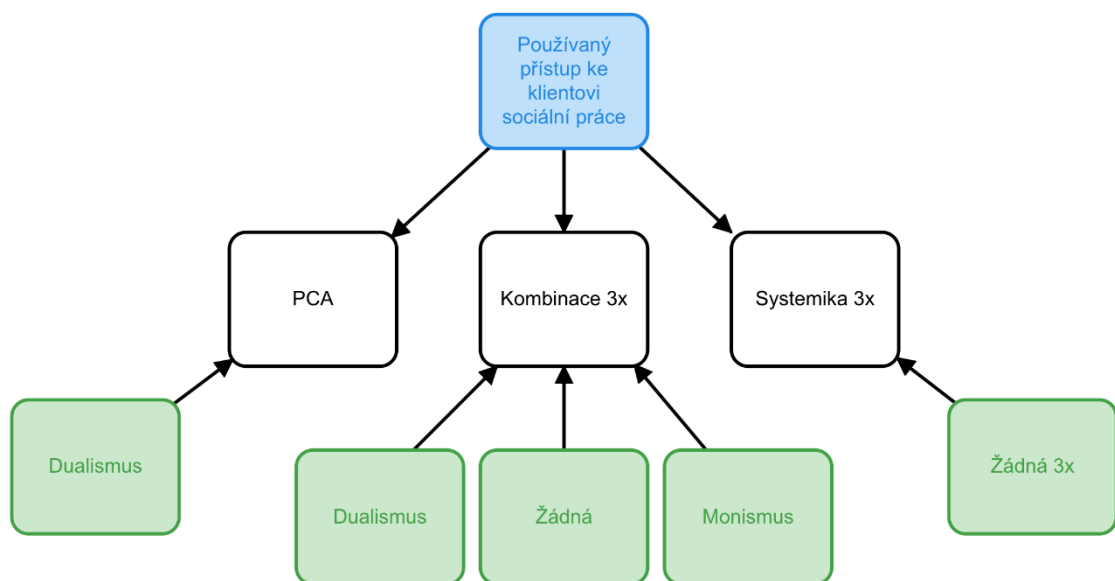 Používaný
přístup ke
klientovi
sociální práce
PCA
Kombinace 3x
Systemika 3x
Dualismus
Dualismus
Žádná
Monismus
Žádná 3x